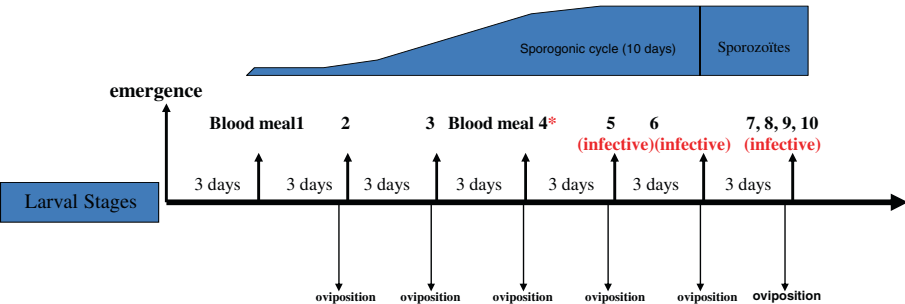 Sporogonic cycle (10 days) Sporozoïtes
emergence
Blood meal1 2 3 Blood meal 4* 5 6 7, 8, 9, 10
(infective)(infective) (infective)
3 days 3 days 3 days 3 days 3 days 3 days 3 days
Larval Stages
oviposition oviposition oviposition oviposition oviposition oviposition